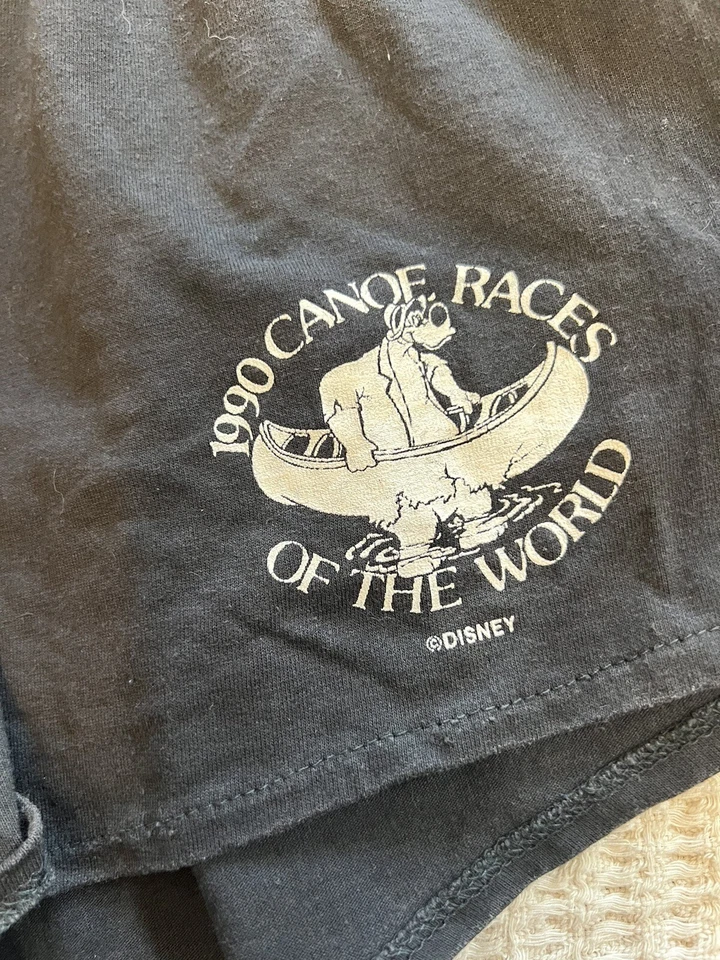 1990 CANOE RACES
OF THE WORLD
©DISNEY